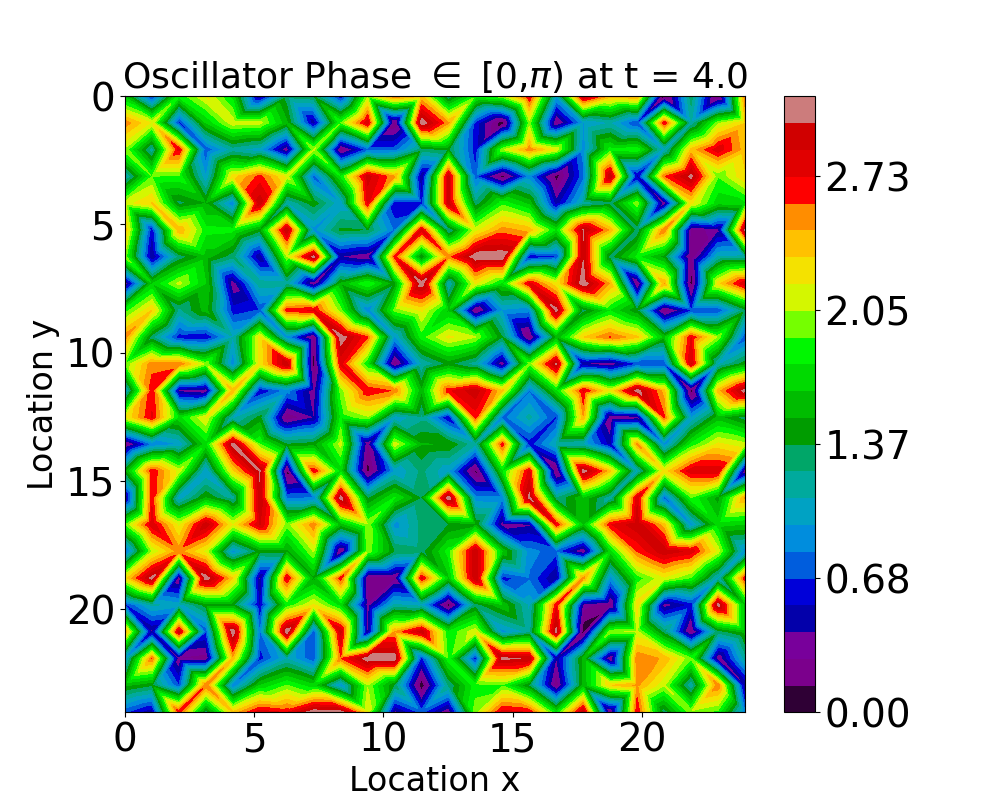 Oscillator Phase ∈ [0,π) at t = 4.0
Location y
0
5
10
15
20
0 5 10 15 20
Location x
2.73
2.05
1.37
0.68
0.00